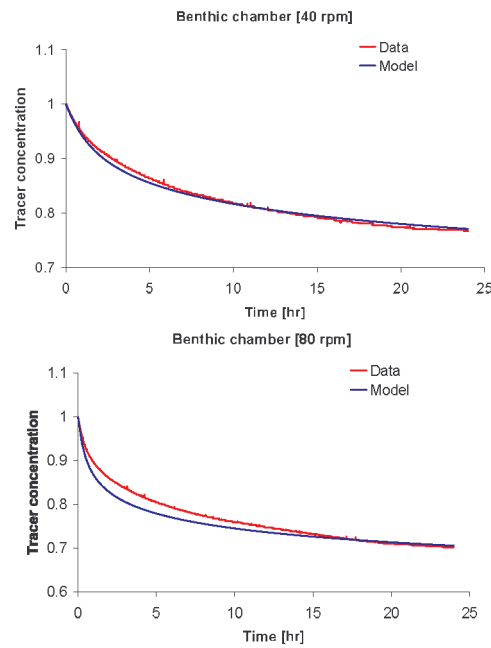 Benthic chamber [40 rpm]
1.1
Data
Model
1
0.9
0.8
0.7
Tracer concentration
0
5
10
15
20
25
Time [hr]
Benthic chamber [80 rpm]
1.1
Data
Model
1
0.9
0.8
0.7
0.6
Tracer concentration
0
5
10
15
20
25
Time [hr]